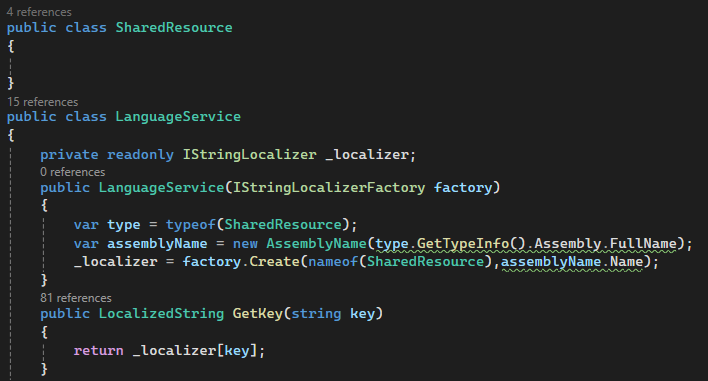 4 references
public class SharedResource
{
}
15 references
public class LanguageService
{
private readonly IStringLocalizer _localizer;
0 references
public LanguageService(IStringLocalizerFactory factory)
{
var type = typeof(SharedResource);
var assemblyName = new AssemblyName(type.GetTypeInfo().Assembly.FullName);
_localizer = factory.Create(nameof(SharedResource),assemblyName.Name);
}
81 references
public LocalizedString GetKey(string key)
{
return _localizer[key];
}